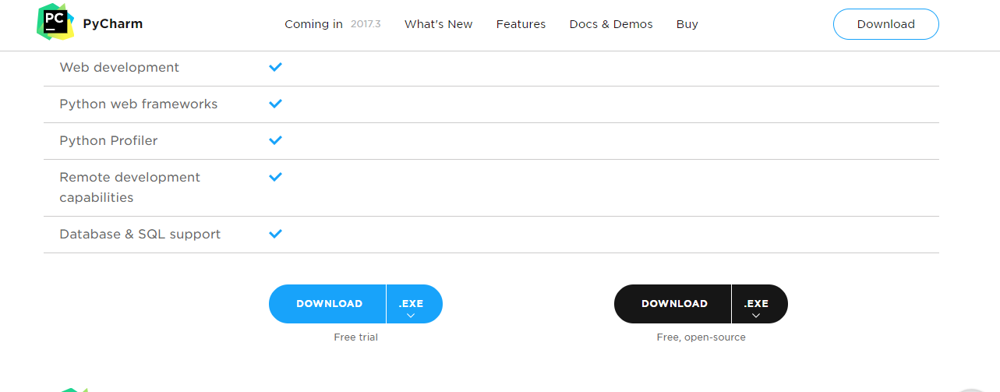 PC
PyCharm
Coming in 2017.3
What's New
Features
Docs & Demos
Buy
Download
Web development
Python web frameworks
Python Profiler
Remote development
capabilities
Database & SQL support
DOWNLOAD .EXE
DOWNLOAD .EXE
Free trial
Free, open-source